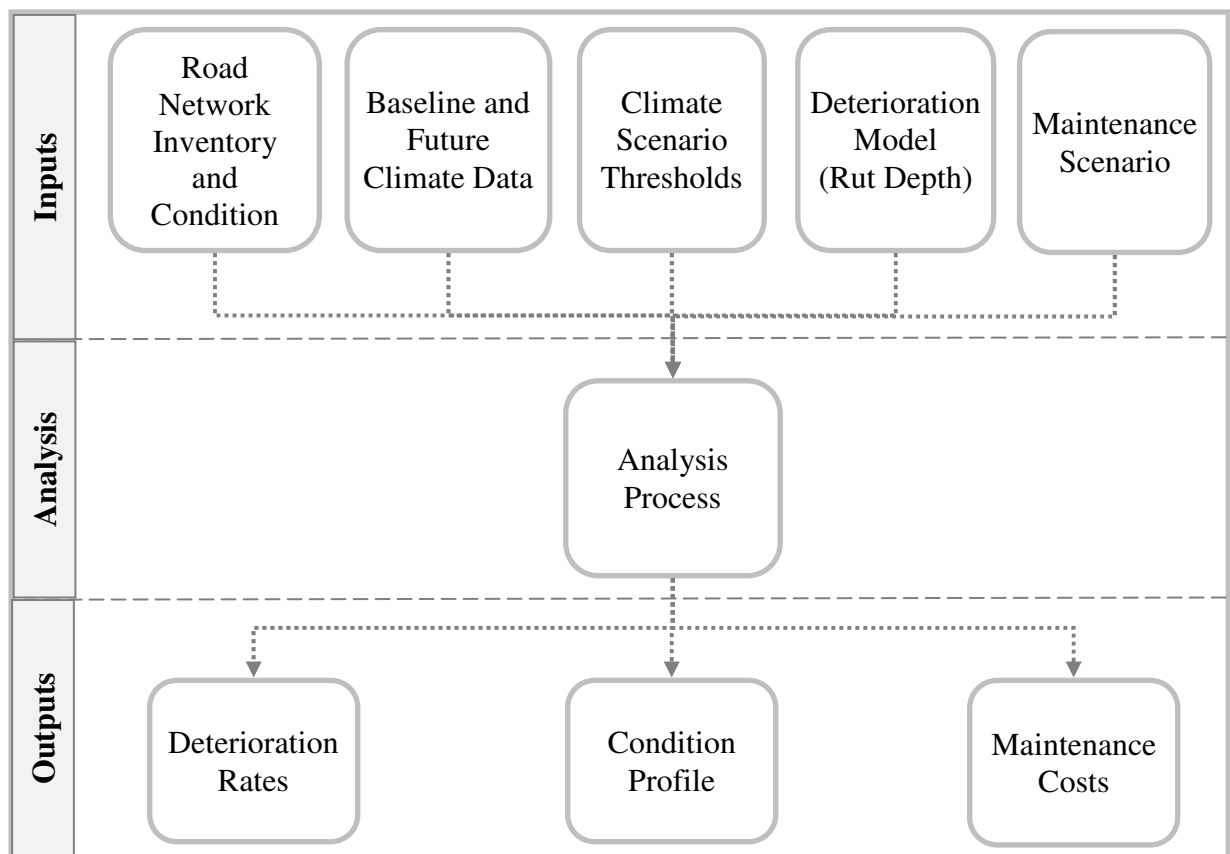 Inputs
Road
Network
Inventory
and
Condition
Baseline and
Future
Climate Data
Climate
Scenario
Thresholds
Deterioration
Model
(Rut Depth)
Maintenance
Scenario
Analysis
Analysis
Process
Outputs
Deterioration
Rates
Condition
Profile
Maintenance
Costs